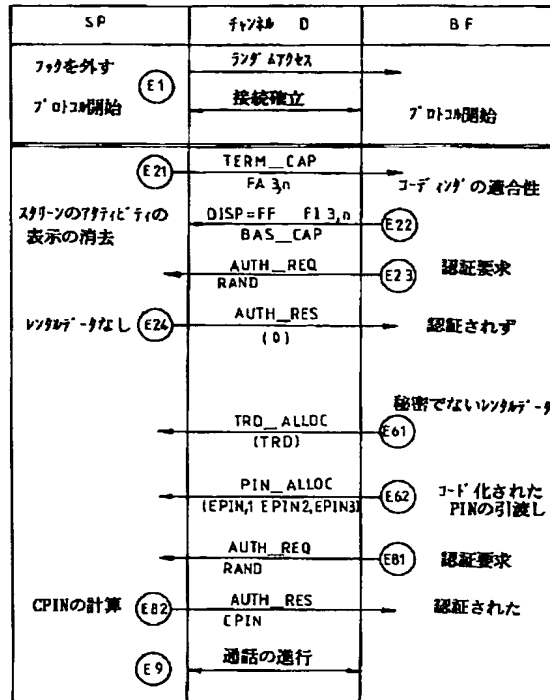 SP チャンネル D BF
フックを外す E1 ランダムアクセス
プロトコル開始 接続確立 プロトコル開始
E21 TERM_CAP
FA 3,n コーディングの適合性
スクリーンのアクティビティの DISP=FF F1 3,n E22
表示の消去 BAS_CAP
AUTH_REQ E23 認証要求
RAND
レンタルデータなし E24 AUTH_RES 認証されず
(0)
秘密でないレンタルデータ
TRD_ALLOC E61
(TRD)
PIN_ALLOC E62 コード化された
(EPIN,1 EPIN2,EPIN3) PINの引渡し
AUTH_REQ E81 認証要求
RAND
CPINの計算 E82 AUTH_RES 認証された
CPIN
E9 通話の進行